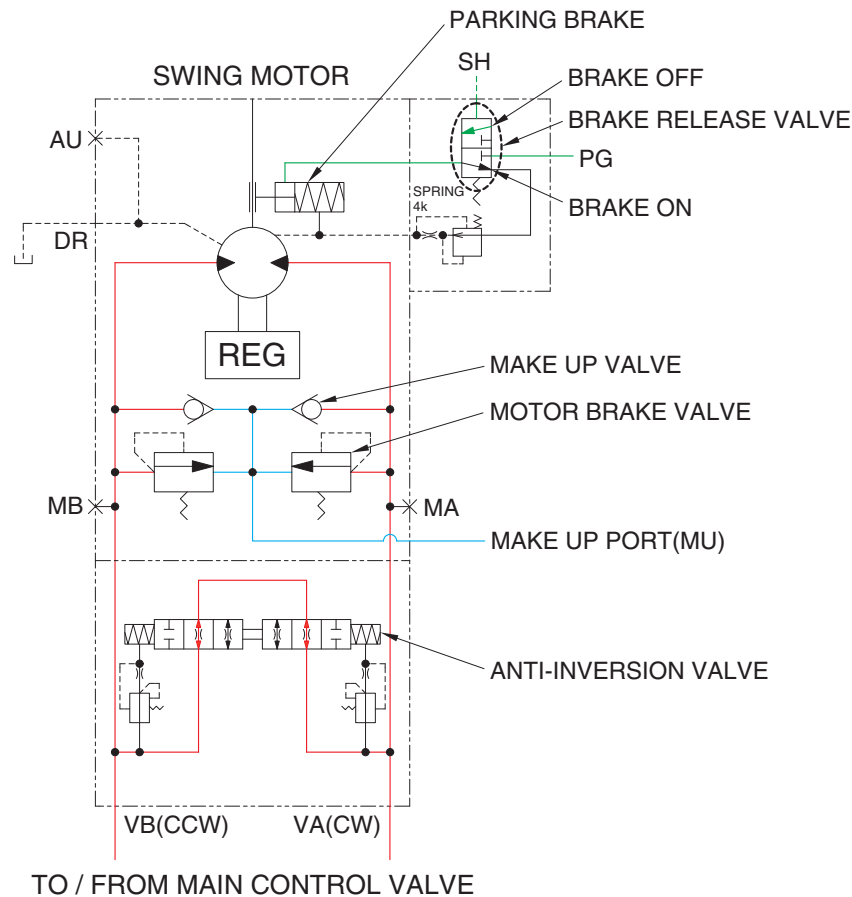 PARKING BRAKE
SWING MOTOR
SH
BRAKE OFF
BRAKE RELEASE VALVE
AU
PG
SPRING
4k
BRAKE ON
DR
REG
MAKE UP VALVE
MOTOR BRAKE VALVE
MB
MA
MAKE UP PORT(MU)
ANTI-INVERSION VALVE
VB(CCW)
VA(CW)
TO / FROM MAIN CONTROL VALVE